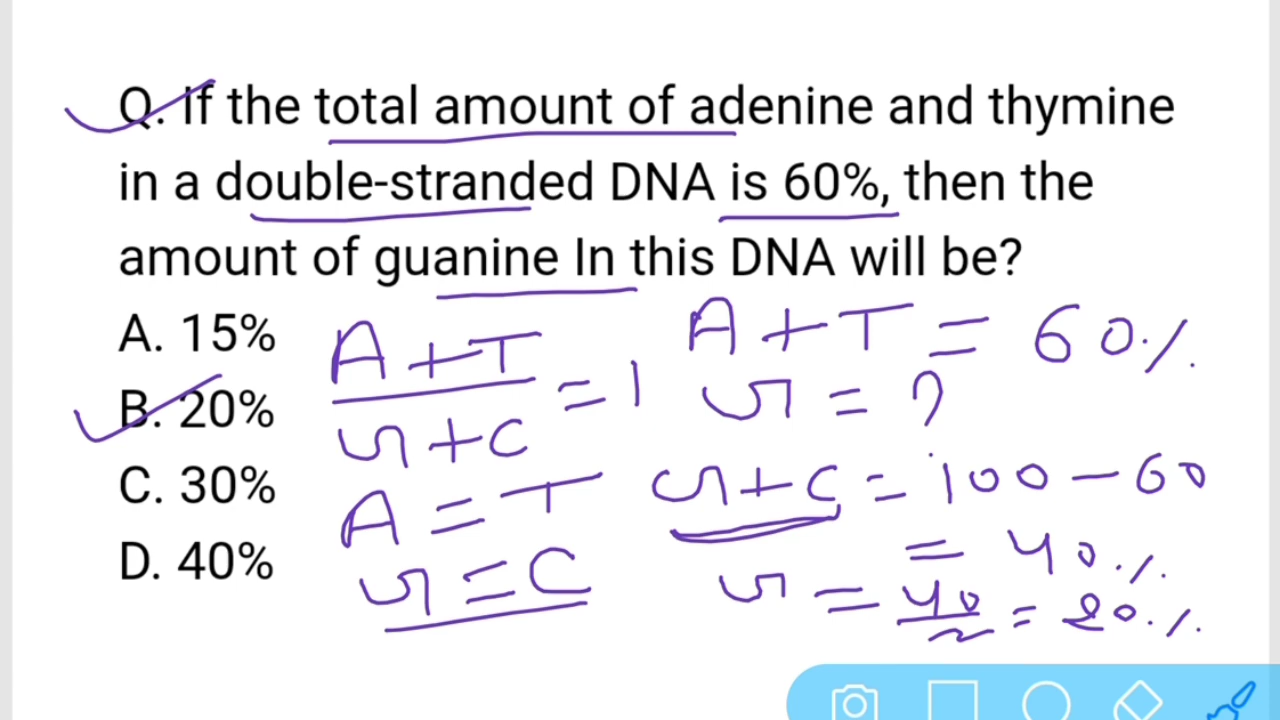 Q. If the total amount of adenine and thymine
in a double-stranded DNA is 60%, then the
amount of guanine In this DNA will be?
A. 15%
B. 20%
C. 30%
D. 40%
A+T
G+C
=1
A=T
G=C
A+T=60%
G=?
G+C=100-60
=40%
G=40/2=20%